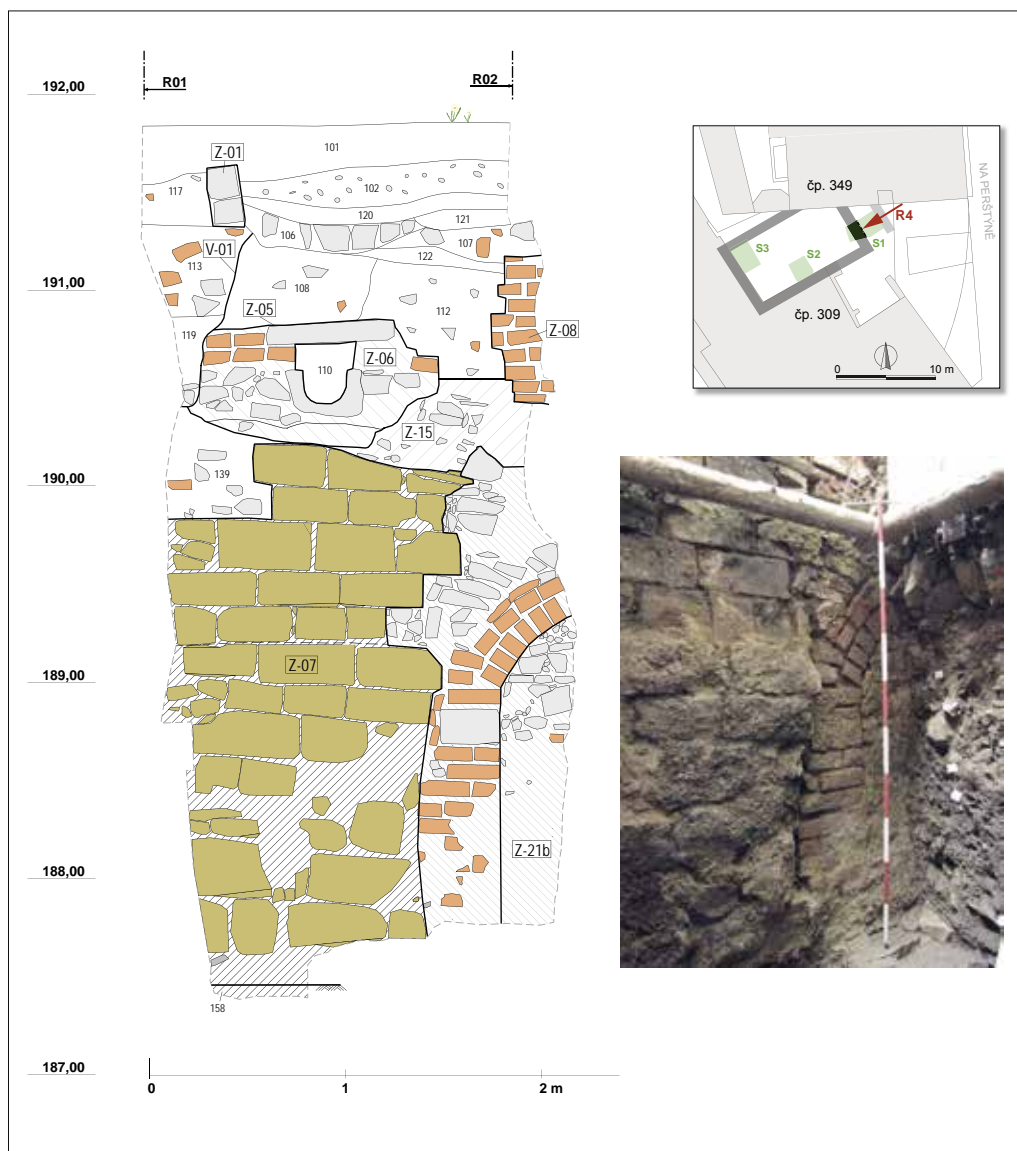 192,00
R01
R02
101
Z-01
117
102
120
121
106
107
V-01
122
113
108
191,00
112
Z-05
119
Z-08
Z-06
110
Z-15
190,00
139
189,00
Z-07
Z-21b
188,00
158
187,00
0
1
2 m
čp. 349
NA PERŠTÝNĚ
R4
S3
S1
S2
čp. 309
0
10 m